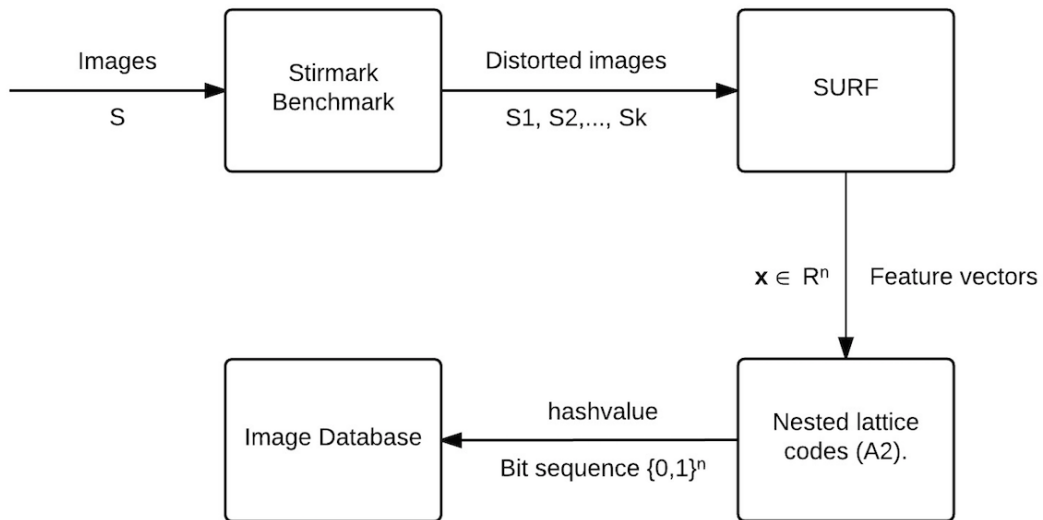 Images
S
Stirmark
Benchmark
Distorted images
S1, S2,..., Sk
SURF
x ∈ Rⁿ
Feature vectors
Nested lattice
codes (A2).
hashvalue
Bit sequence {0,1}ⁿ
Image Database